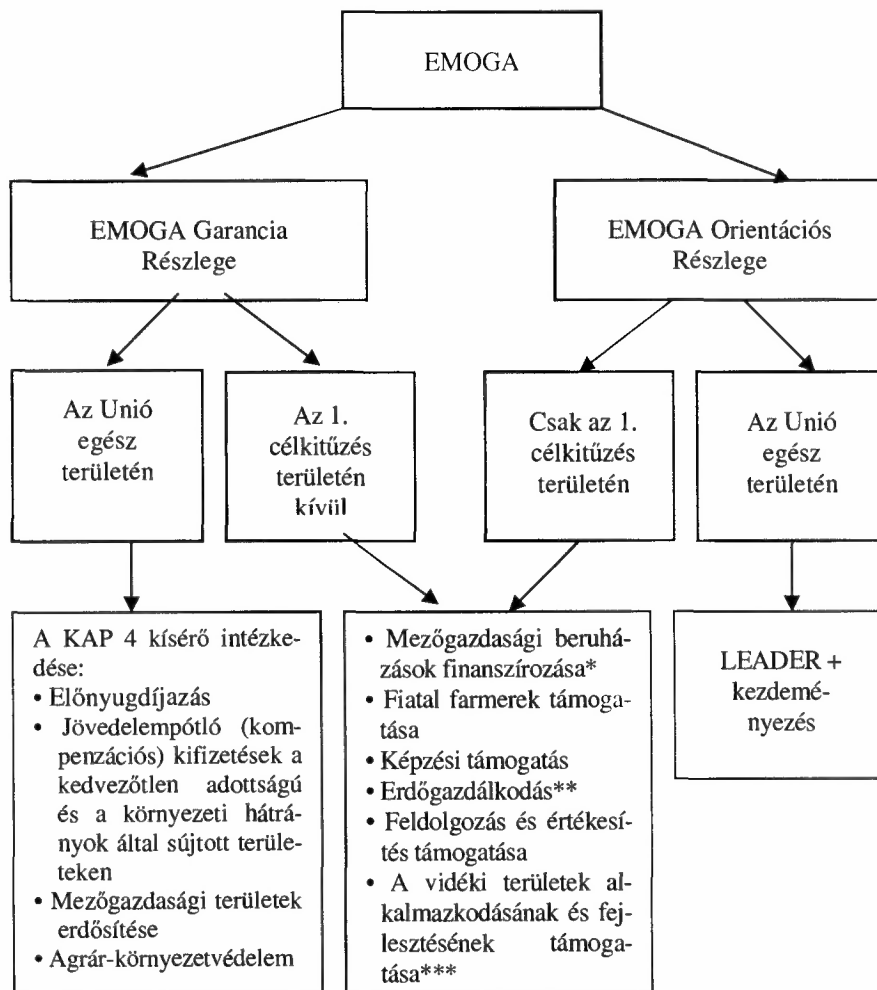 EMOGA
EMOGA Garancia
Részlege
EMOGA Orientációs
Részlege
Az Unió
egész
területén
Az 1.
célkitűzés
területén
kívül
Csak az 1.
célkitűzés
területén
Az Unió
egész
területén
A KAP 4 kísérő intézke-
dése:
• Előnyugdíjazás
• Jövedelempótló (kom-
penzációs) kifizetések a
kedvezőtlen adottságú
és a környezeti hátrá-
nyok által sújtott terüle-
teken
• Mezőgazdasági területek
erdősítése
• Agrár-környezetvédelem
• Mezőgazdasági beruhá-
zások finanszírozása*
• Fiatal farmerek támoga-
tása
• Képzési támogatás
• Erdőgazdálkodás**
• Feldolgozás és értékesí-
tés támogatása
• A vidéki területek al-
kalmazkodásának és fej-
lesztésének támoga-
tása***
LEADER +
kezdemé-
nyezés